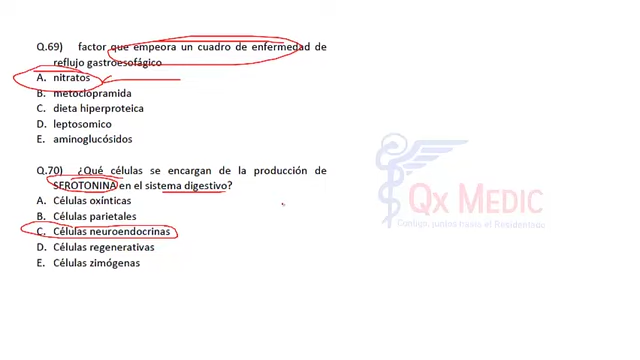 Q.69) factor que empeora un cuadro de enfermedad de
reflujo gastroesofágico
A. nitratos
B. metoclopramida
C. dieta hiperproteica
D. leptosomico
E. aminoglucósidos
Q.70) ¿Qué células se encargan de la producción de
SEROTONINA en el sistema digestivo?
A. Células oxínticas
B. Células parietales
C. Células neuroendocrinas
D. Células regenerativas
E. Células zimógenas
Qx MEDIC
Contigo, juntos hacia el Residentado